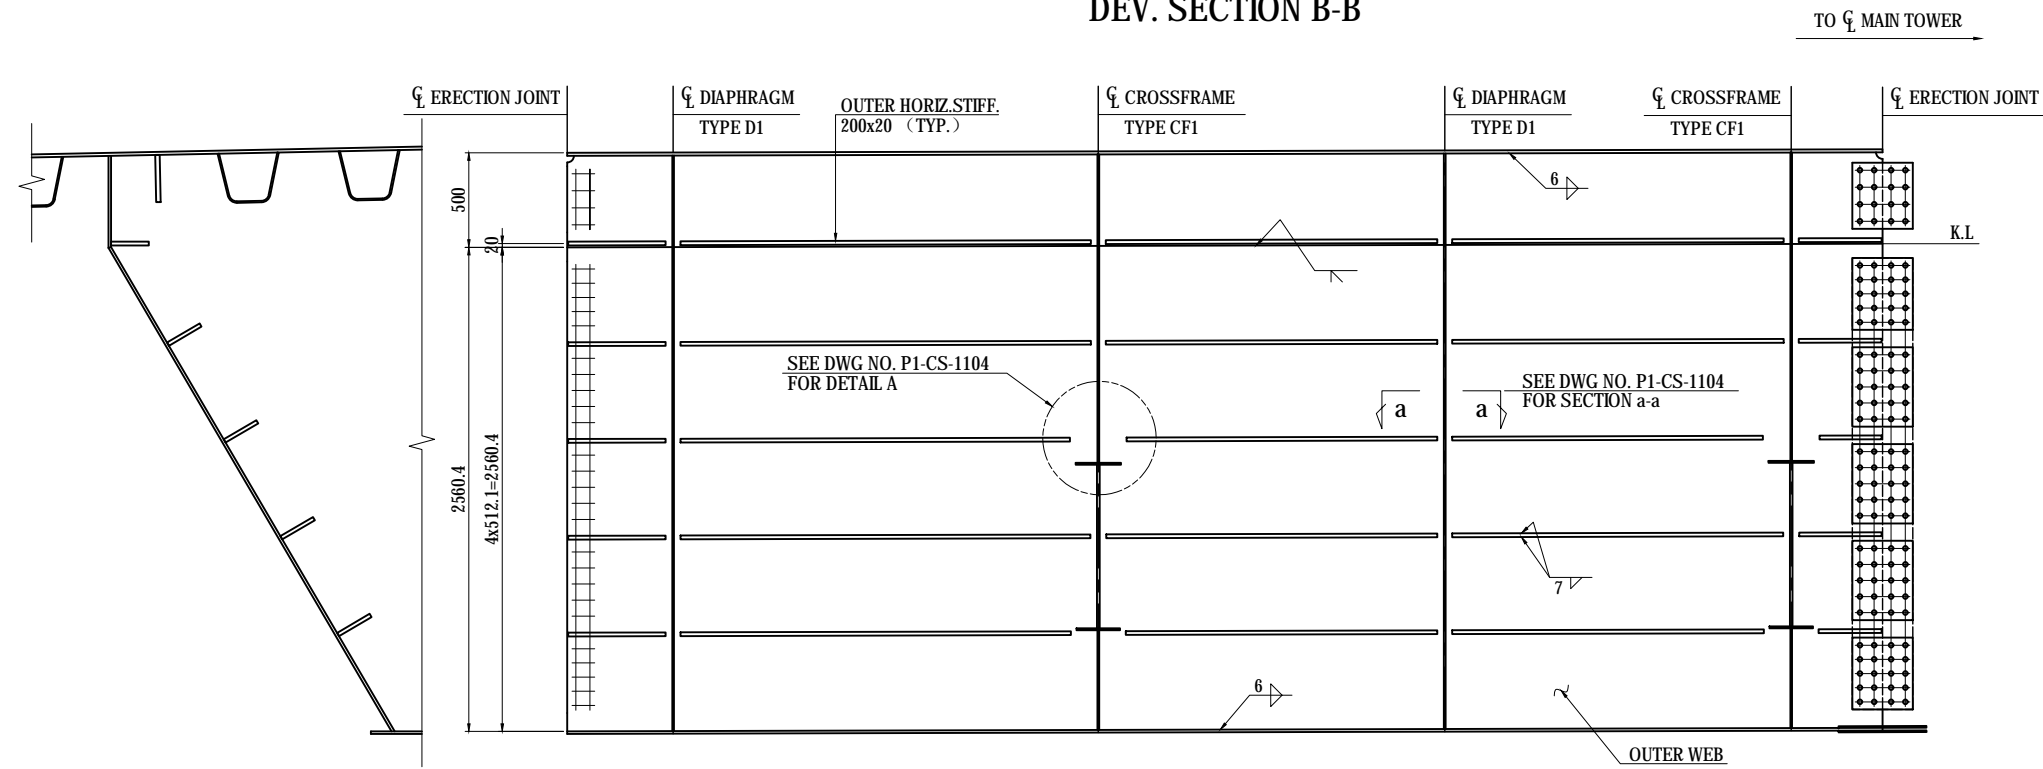 DEV. SECTION B-B
TO ℄ MAIN TOWER
℄ ERECTION JOINT
℄ DIAPHRAGM
TYPE D1
OUTER HORIZ.STIFF.
200x20 （TYP.）
℄ CROSSFRAME
TYPE CF1
℄ DIAPHRAGM
TYPE D1
℄ CROSSFRAME
TYPE CF1
℄ ERECTION JOINT
500
6
20
K.L
SEE DWG NO. P1-CS-1104
FOR DETAIL A
a
a
SEE DWG NO. P1-CS-1104
FOR SECTION a-a
2560.4
4x512.1=2560.4
7
6
OUTER WEB